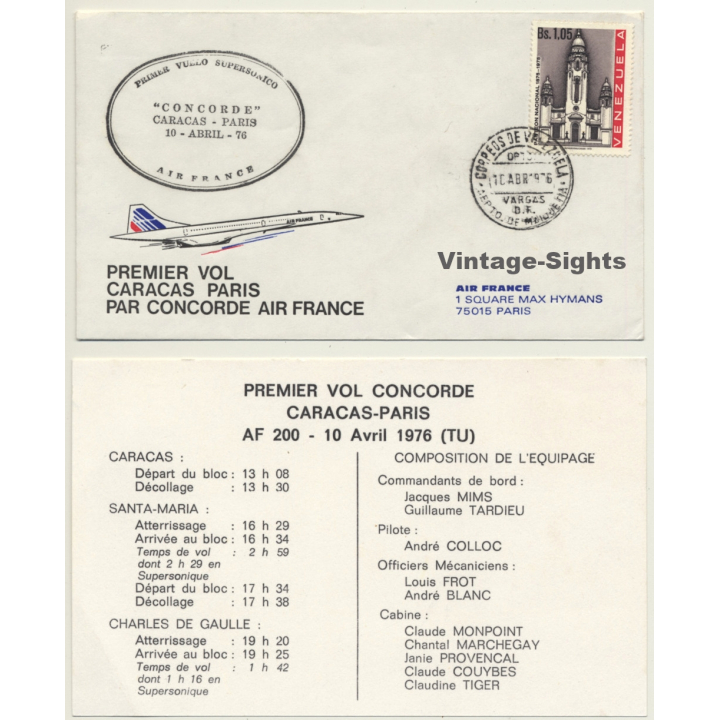 PRIMER VUELO SUPERSONICO
"CONCORDE"
CARACAS - PARIS
10 - ABRIL - 76
AIR FRANCE
Bs. 1,05
VENEZUELA
CORREOS DE VENEZUELA
10 ABR 1976
VARGAS
D.F.
AEPTO. DE MAIQUETIA
AIR FRANCE
PREMIER VOL
CARACAS PARIS
PAR CONCORDE AIR FRANCE
Vintage-Sights
AIR FRANCE
1 SQUARE MAX HYMANS
75015 PARIS
PREMIER VOL CONCORDE
CARACAS-PARIS
AF 200 - 10 Avril 1976 (TU)
CARACAS :
Départ du bloc : 13 h 08
Décollage : 13 h 30
SANTA-MARIA :
Atterrissage : 16 h 29
Arrivée au bloc : 16 h 34
Temps de vol : 2 h 59
dont 2 h 29 en
Supersonique
Départ du bloc : 17 h 34
Décollage : 17 h 38
CHARLES DE GAULLE :
Atterrissage : 19 h 20
Arrivée au bloc : 19 h 25
Temps de vol : 1 h 42
dont 1 h 16 en
Supersonique
COMPOSITION DE L'EQUIPAGE
Commandants de bord :
Jacques MIMS
Guillaume TARDIEU
Pilote :
André COLLOC
Officiers Mécaniciens :
Louis FROT
André BLANC
Cabine :
Claude MONPOINT
Chantal MARCHEGAY
Janie PROVENCAL
Claude COUYBES
Claudine TIGER